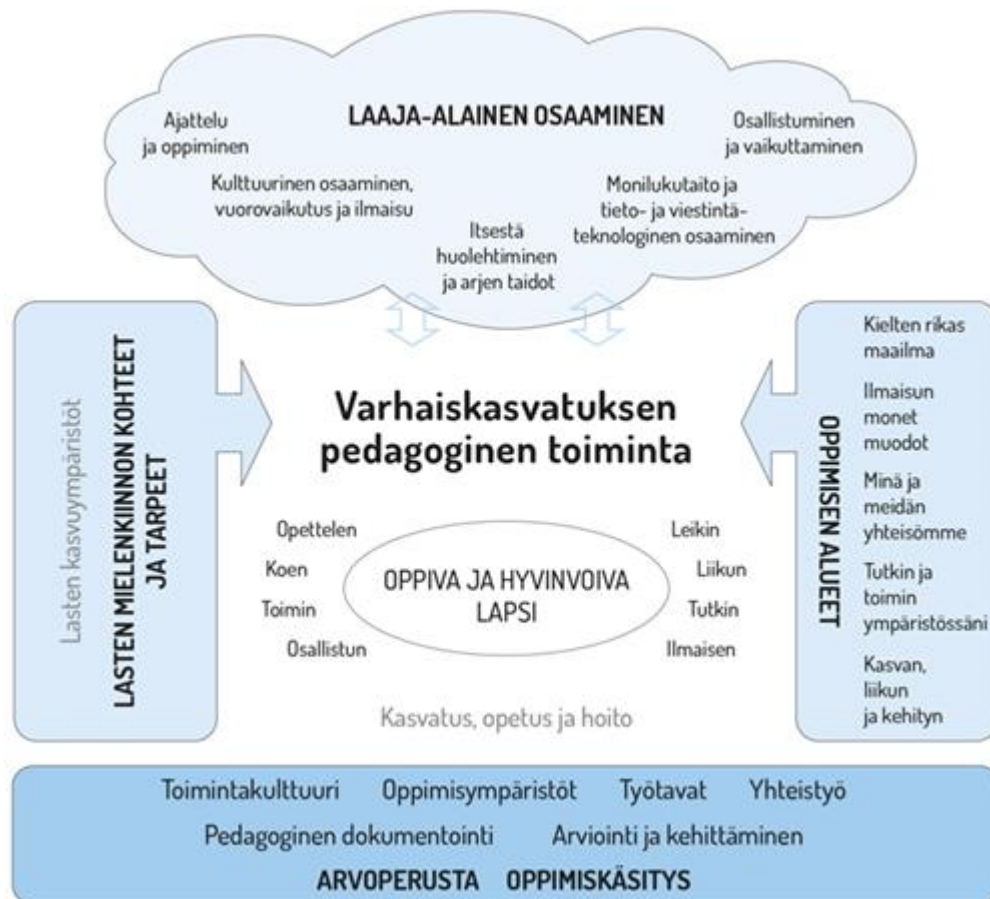 LAAJA-ALAINEN OSAAMINEN
Ajattelu
ja oppiminen
Kulttuurinen osaaminen,
vuorovaikutus ja ilmaisu
Itsestä
huolehtiminen
ja arjen taidot
Monilukutaito ja
tieto- ja viestintä-
teknologinen osaaminen
Osallistuminen
ja vaikuttaminen
Lasten kasvuympäristöt
LASTEN MIELENKIINNON KOHTEET
JA TARPEET
Varhaiskasvatuksen
pedagoginen toiminta
Opettelen
Koen
Toimin
Osallistun
OPPIVA JA HYVINVOIVA
LAPSI
Leikin
Liikun
Tutkin
Ilmaisen
Kasvatus, opetus ja hoito
OPPIMISEN ALUEET
Kielten rikas
maailma
Ilmaisun
monet
muodot
Minä ja
meidän
yhteisömme
Tutkin ja
toimin
ympäristössäni
Kasvan,
liikun
ja kehityn
Toimintakulttuuri Oppimisympäristöt Työtavat Yhteistyö
Pedagoginen dokumentointi Arviointi ja kehittäminen
ARVOPERUSTA OPPIMISKÄSITYS